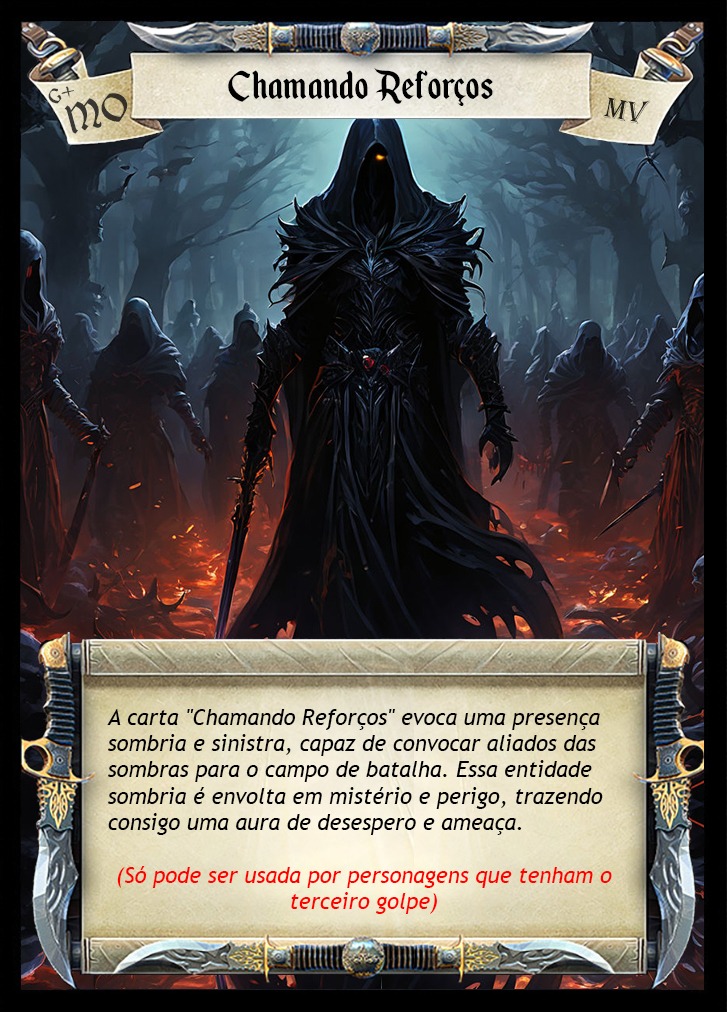 Chamando Reforços
G+
MO
MV
A carta "Chamando Reforços" evoca uma presença
sombria e sinistra, capaz de convocar aliados das
sombras para o campo de batalha. Essa entidade
sombria é envolta em mistério e perigo, trazendo
consigo uma aura de desespero e ameaça.
(Só pode ser usada por personagens que tenham o
terceiro golpe)